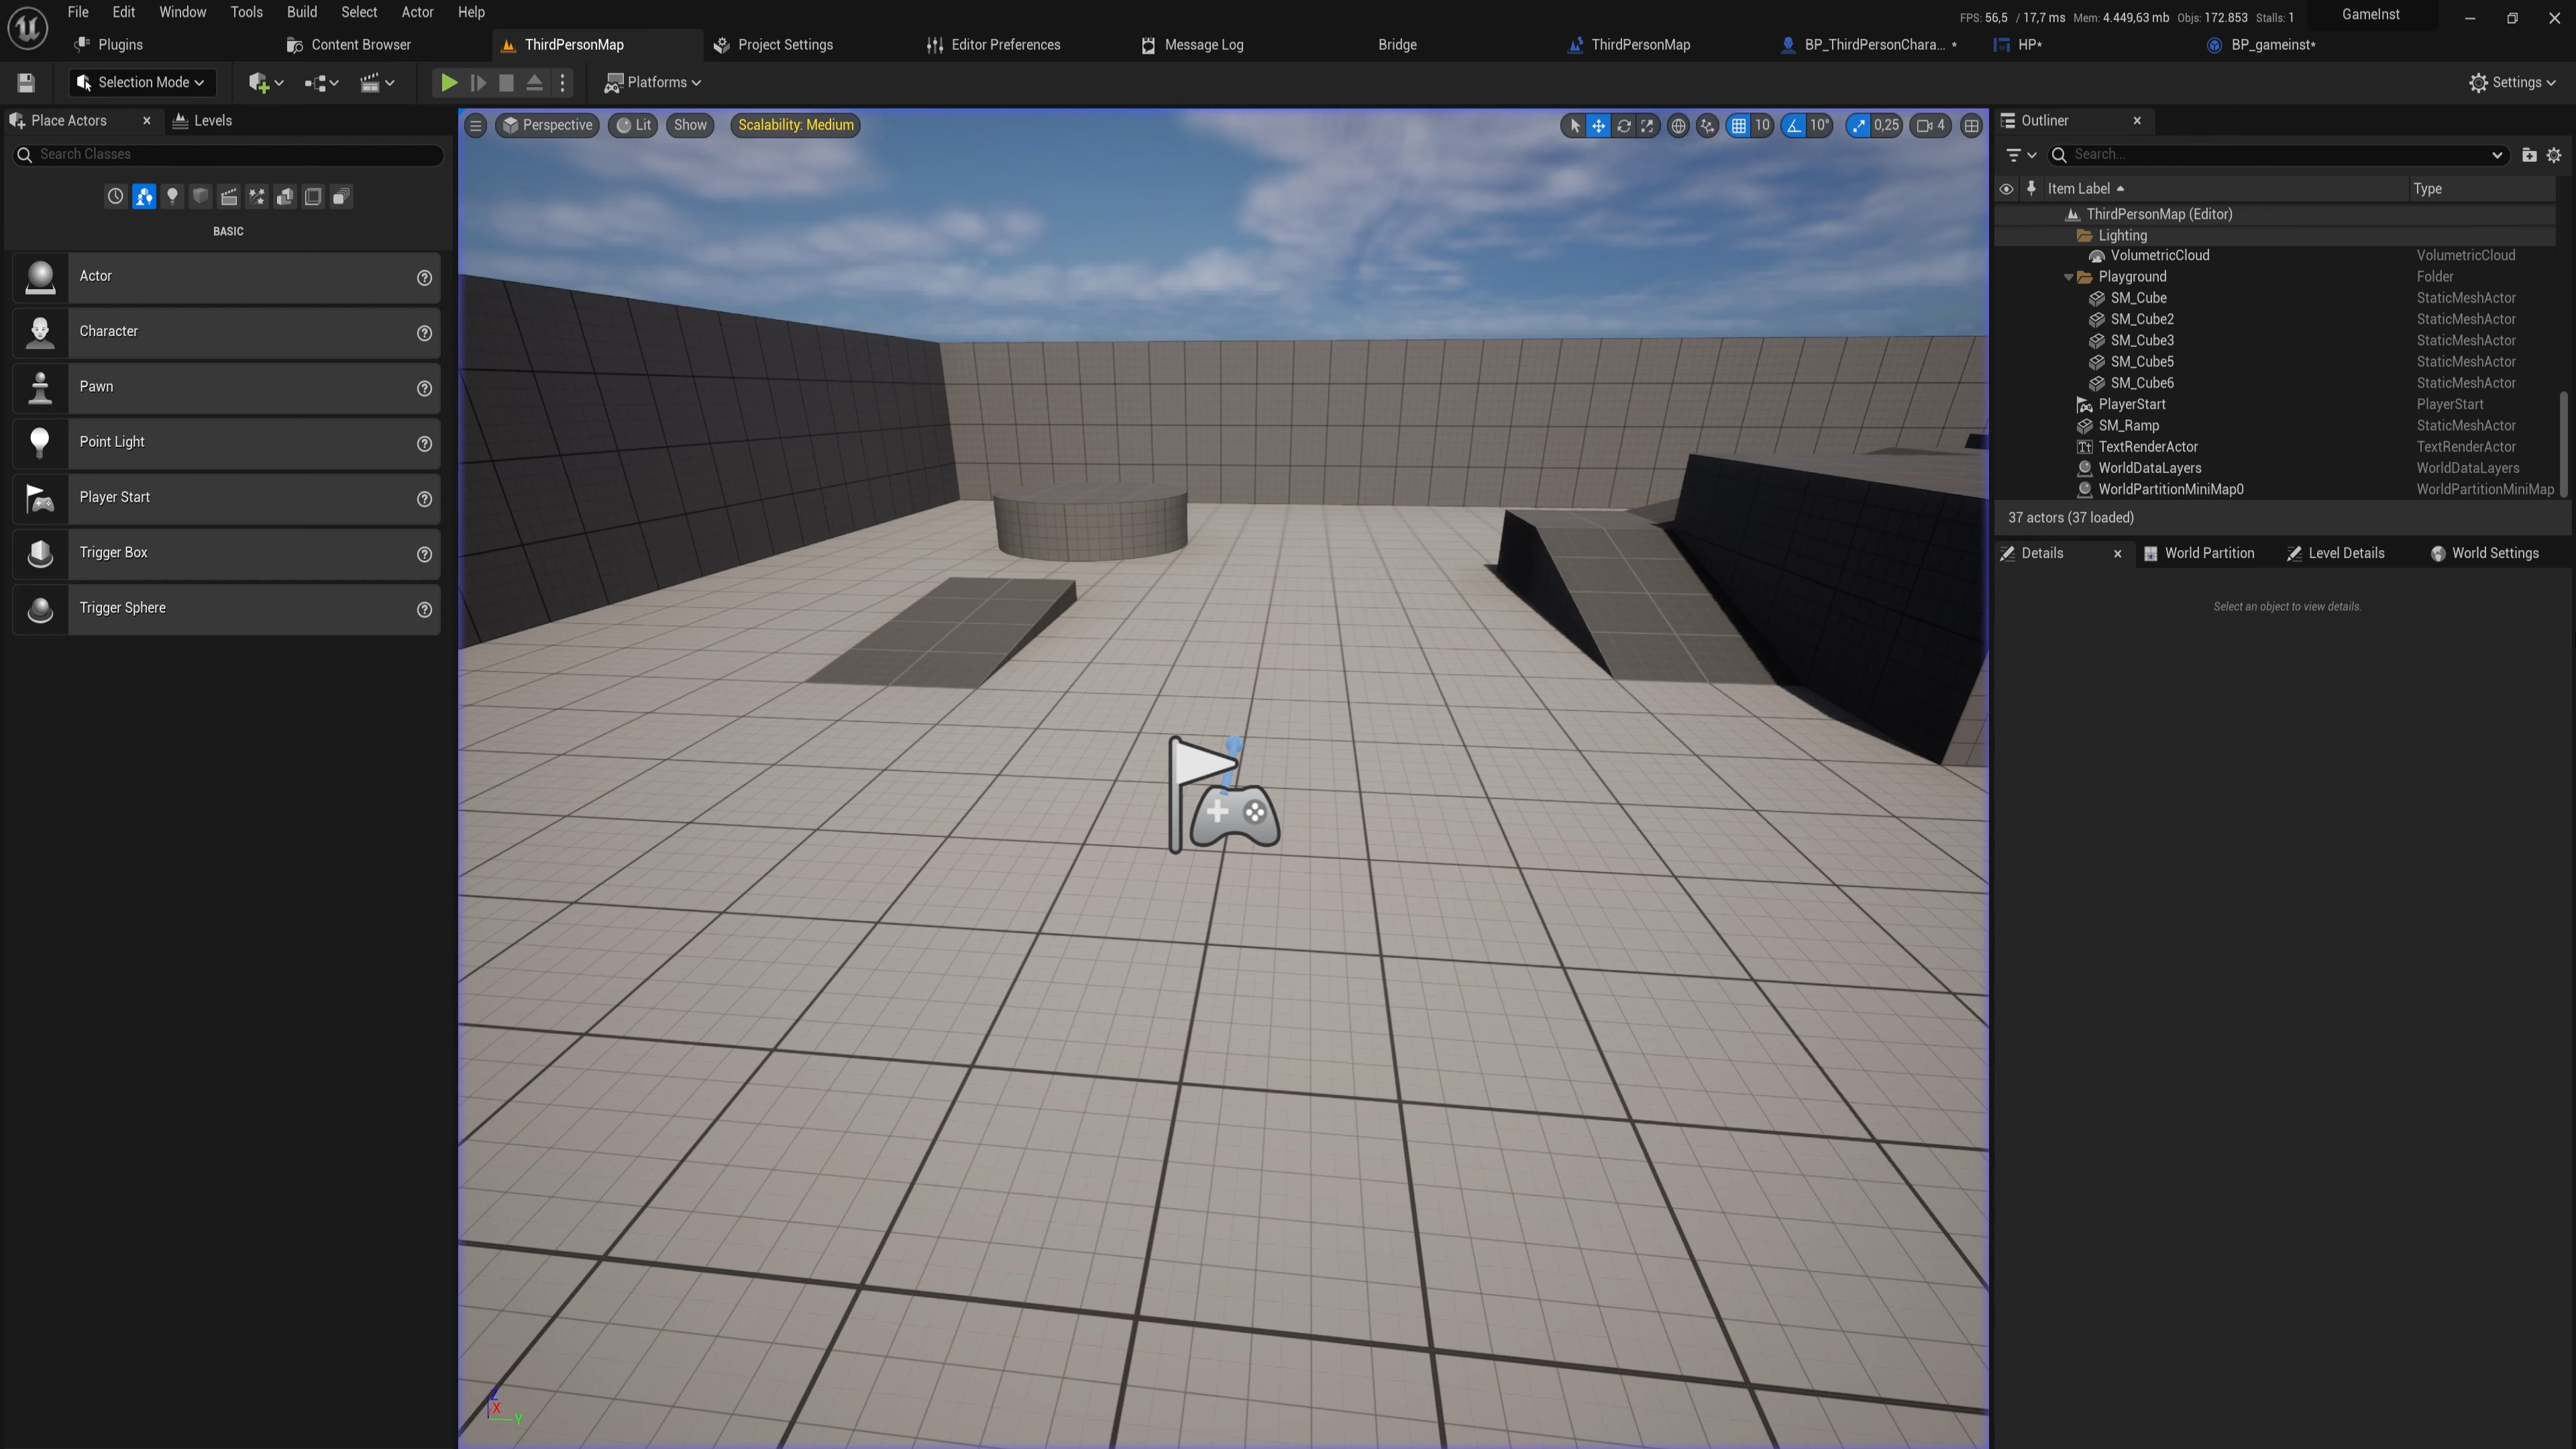 File Edit Window Tools Build Select Actor Help
FPS: 56,5 / 17,7 ms Mem: 4.449,63 mb Objs: 172.853 Stalls: 1 GameInst
Plugins Content Browser ThirdPersonMap Project Settings Editor Preferences Message Log Bridge ThirdPersonMap BP_ThirdPersonChara... * HP* BP_gameinst*
Selection Mode Platforms Settings
Place Actors Levels
Search Classes
BASIC
Actor
Character
Pawn
Point Light
Player Start
Trigger Box
Trigger Sphere
Perspective Lit Show Scalability: Medium 10 10° 0,25 4
Z
X
Y
Outliner
Search...
Item Label Type
ThirdPersonMap (Editor)
Lighting
VolumetricCloud VolumetricCloud
Playground Folder
SM_Cube StaticMeshActor
SM_Cube2 StaticMeshActor
SM_Cube3 StaticMeshActor
SM_Cube5 StaticMeshActor
SM_Cube6 StaticMeshActor
PlayerStart PlayerStart
SM_Ramp StaticMeshActor
TextRenderActor TextRenderActor
WorldDataLayers WorldDataLayers
WorldPartitionMiniMap0 WorldPartitionMiniMap
37 actors (37 loaded)
Details World Partition Level Details World Settings
Select an object to view details.